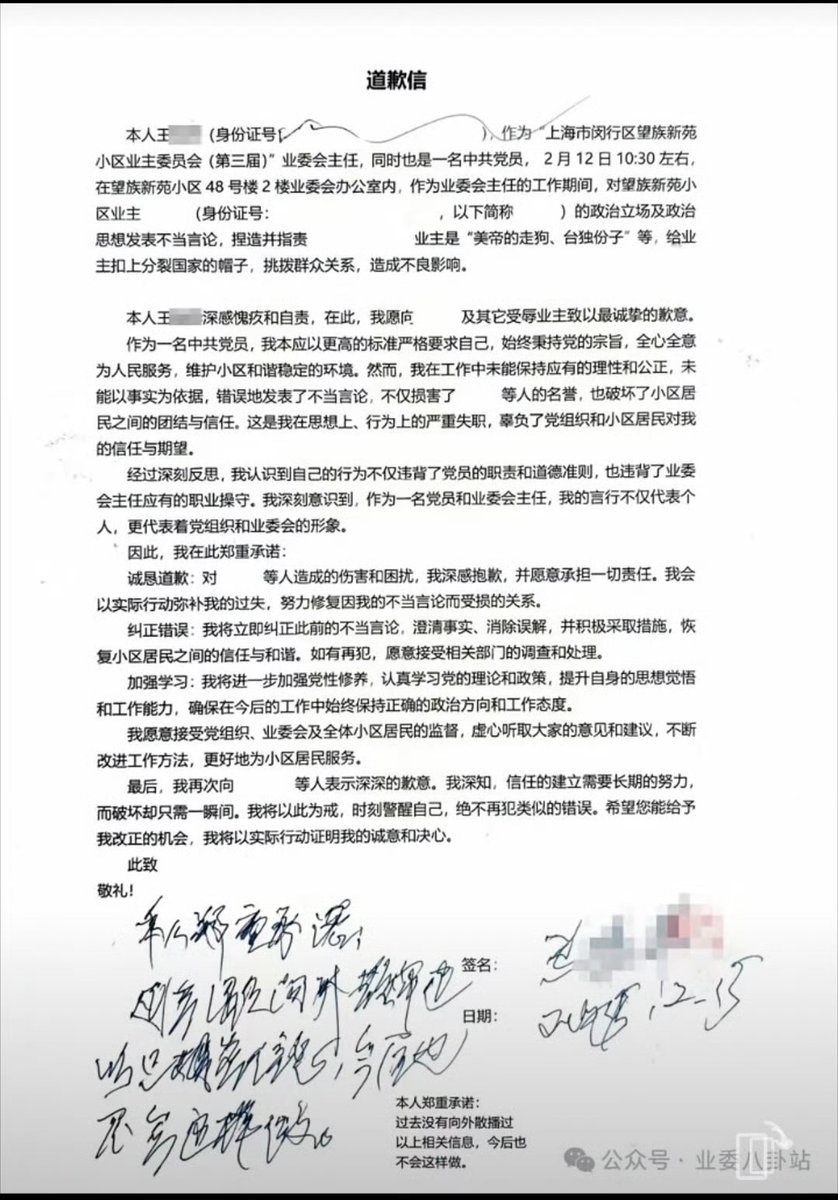 道歉信
本人王 （身份证号 ），作为“上海市闵行区望族新苑
小区业主委员会（第三届）”业委会主任，同时也是一名中共党员， 2 月 12 日 10:30 左右，
在望族新苑小区 48 号楼 2 楼业委会办公室内，作为业委会主任的工作期间，对望族新苑小
区业主 （身份证号： ，以下简称 ）的政治立场及政治
思想发表不当言论，捏造并指责 业主是“美帝的走狗、台独份子”等，给业
主扣上分裂国家的帽子，挑拨群众关系，造成不良影响。
本人王 深感愧疚和自责，在此，我愿向 及其它受辱业主致以最诚挚的歉意。
作为一名中共党员，我本应以更高的标准严格要求自己，始终秉持党的宗旨，全心全意
为人民服务，维护小区和谐稳定的环境。然而，我在工作中未能保持应有的理性和公正，未
能以事实为依据，错误地发表了不当言论，不仅损害了 等人的名誉，也破坏了小区居
民之间的团结与信任。这是我在思想上、行为上的严重失职，辜负了党组织和小区居民对我
的信任与期望。
经过深刻反思，我认识到自己的行为不仅违背了党员的职责和道德准则，也违背了业委
会主任应有的职业操守。我深刻意识到，作为一名党员和业委会主任，我的言行不仅代表个
人，更代表着党组织和业委会的形象。
因此，我在此郑重承诺：
诚恳道歉：对 等人造成的伤害和困扰，我深感抱歉，并愿意承担一切责任。我会
以实际行动弥补我的过失，努力修复因我的不当言论而受损的关系。
纠正错误：我将立即纠正此前的不当言论，澄清事实、消除误解，并积极采取措施，恢
复小区居民之间的信任与和谐。如有再犯，愿意接受相关部门的调查和处理。
加强学习：我将进一步加强党性修养，认真学习党的理论和政策，提升自身的思想觉悟
和工作能力，确保在今后的工作中始终保持正确的政治方向和工作态度。
我愿意接受党组织、业委会及全体小区居民的监督，虚心听取大家的意见和建议，不断
改进工作方法，更好地为小区居民服务。
最后，我再次向 等人表示深深的歉意。我深知，信任的建立需要长期的努力，
而破坏却只需一瞬间。我将以此为戒，时刻警醒自己，绝不再犯类似的错误。希望您能给予
我改正的机会，我将以实际行动证明我的诚意和决心。
此致
敬礼！
本人郑重承诺：
签名：
日期：
今后也
不会这样做。
本人郑重承诺：
过去没有向外散播过
以上相关信息，今后也
不会这样做。
公众号 · 业委八卦站